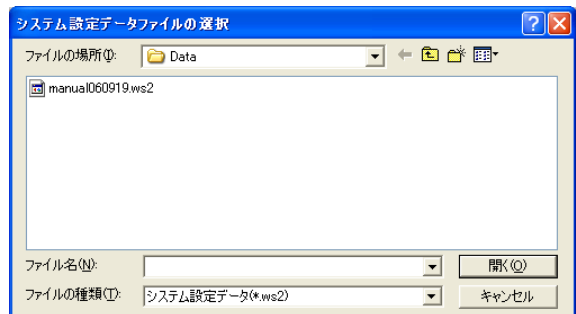 システム設定データファイルの選択
ファイルの場所(I):
Data
manual060919.ws2
ファイル名(N):
開く(O)
ファイルの種類(T):
システム設定データ(*.ws2)
キャンセル